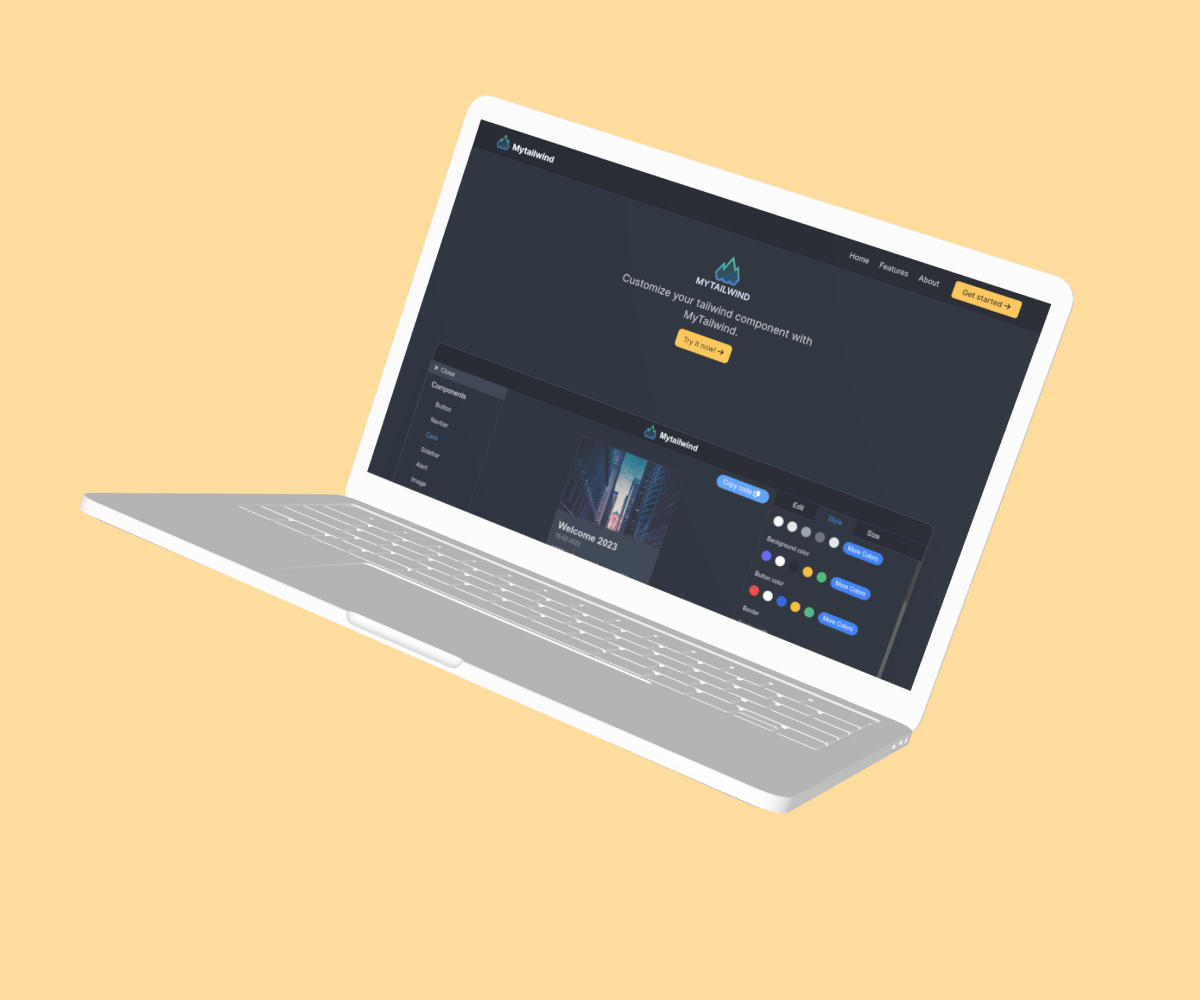 Mytailwind
Home Features About Get started →
MYTAILWIND
Customize your tailwind component with
MyTailwind.
Try it now! →
Mytailwind
× Close
Components
Button
Navbar
Card
Sidebar
Alert
Image
Welcome 2023
Copy code
Edit Style Size
More Colors
Background color
More Colors
Button color
More Colors
Border